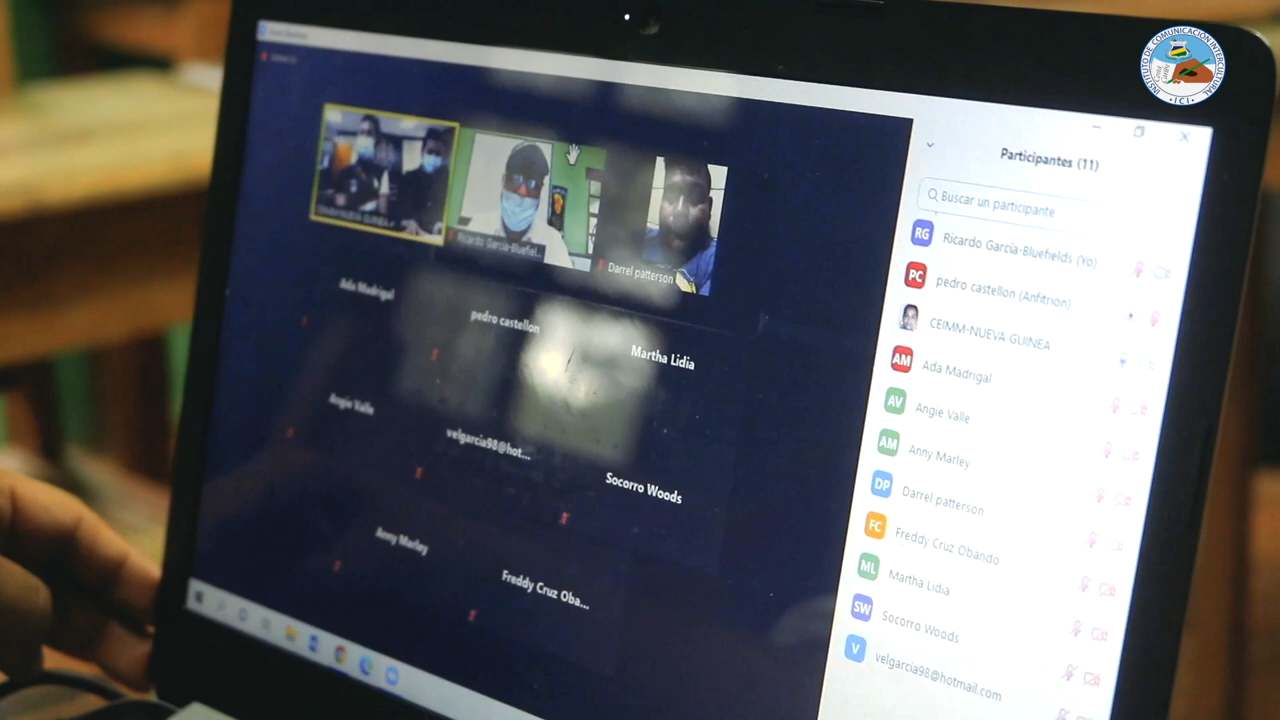 INSTITUTO DE COMUNICACIÓN INTERCULTURAL
ICI
Participantes (11)
Buscar un participante
RG Ricardo García-Bluefields (Yo)
PC pedro castellon (Anfitrión)
CEIMM-NUEVA GUINEA
AM Ada Madrigal
AV Angie Valle
AM Anny Marley
DP Darrel patterson
FC Freddy Cruz Obando
ML Martha Lidia
SW Socorro Woods
V velgarcia98@hotmail.com
CEIMM-NUEVA GUINEA
Ricardo García-Bluefiel...
Darrel patterson
Ada Madrigal
pedro castellon
Martha Lidia
Angie Valle
velgarcia98@hot...
Socorro Woods
Anny Marley
Freddy Cruz Oba...